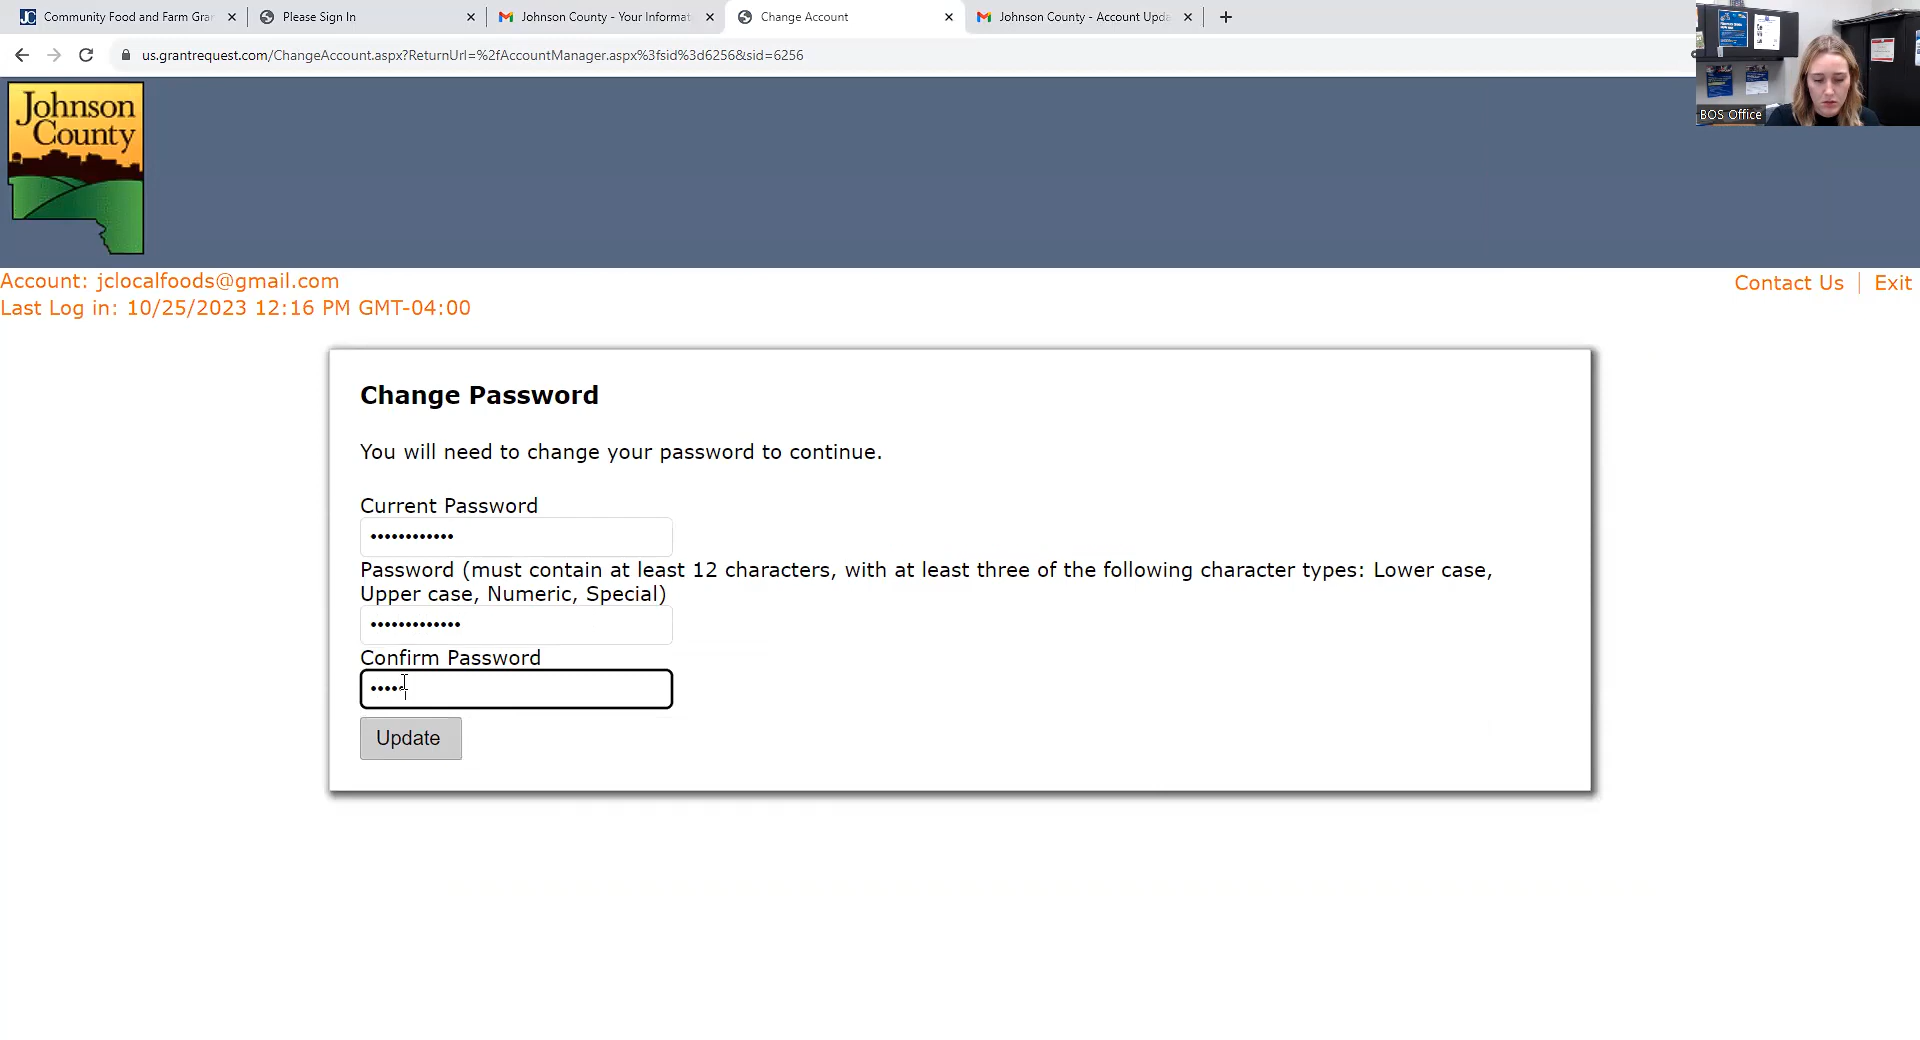 Community Food and Farm Gra
Please Sign In
Johnson County - Your Informat
Change Account
Johnson County - Account Upda
us.grantrequest.com/ChangeAccount.aspx?ReturnUrl=%2fAccountManager.aspx%3fsid%3d6256&sid=6256
BOS Office
Johnson
County
Account: jclocalfoods@gmail.com
Contact Us | Exit
Last Log in: 10/25/2023 12:16 PM GMT-04:00
Change Password
You will need to change your password to continue.
Current Password
••••••••••••
Password (must contain at least 12 characters, with at least three of the following character types: Lower case,
Upper case, Numeric, Special)
•••••••••••••
Confirm Password
•••••
Update